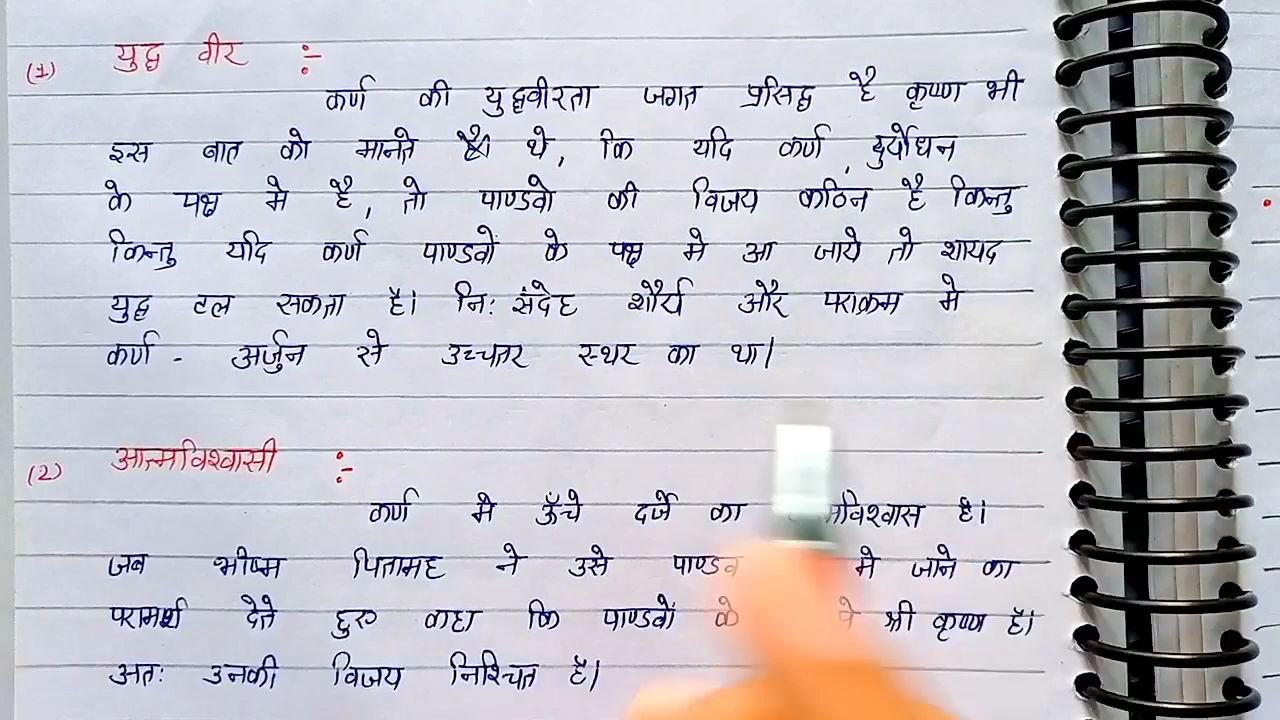 (1) युद्ध वीर :-
कर्ण की युद्धवीरता जगत प्रसिद्ध है कृष्ण भी
इस बात को मानते थे, कि यदि कर्ण, दुर्योधन
के पक्ष मे है, तो पाण्डवो की विजय कठिन है किन्तु
किन्तु यदि कर्ण पाण्डवों के पक्ष मे आ जाये तो शायद
युद्ध टल सकता है। नि: संदेह शौर्य और पराक्रम मे
कर्ण - अर्जुन से उच्चतर स्थर का था।
(2) आत्मविश्वासी :-
कर्ण मे ऊँचे दर्जे का है।
जब भीष्म पितामह ने उसे मे जाने का
परामर्श देते हुए कहा कि पाण्डवों के श्री कृष्ण है।
अत: उनकी विजय निश्चित है।